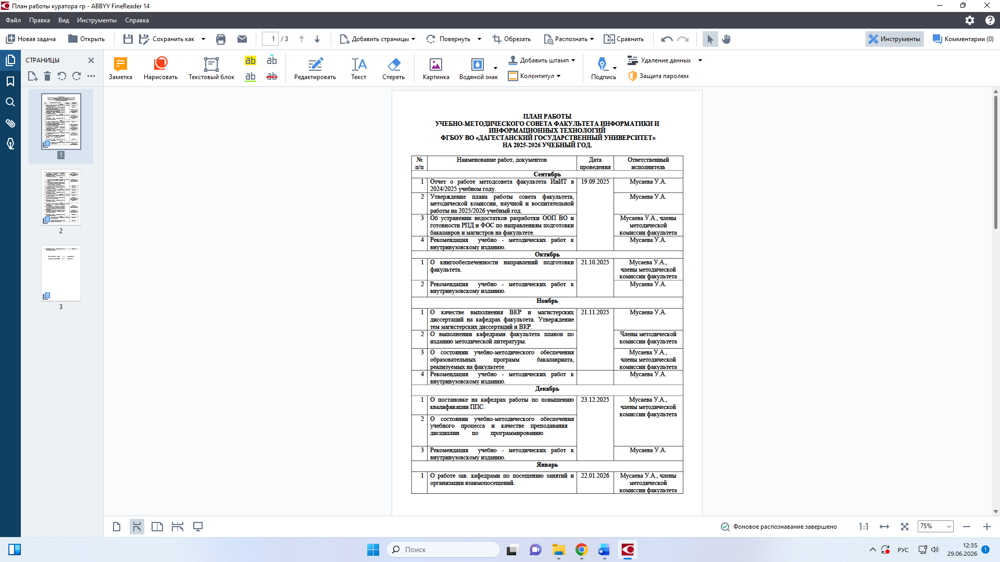 План работы куратора гр - ABBYY FineReader 14
Файл Правка Вид Инструменты Справка
Новая задача Открыть Сохранить как 1 / 3 Добавить страницы Повернуть Обрезать Распознать Сравнить Инструменты Комментарии (0)
СТРАНИЦЫ
Заметка Нарисовать Текстовый блок ab ab ab ab Редактировать Текст Стереть Картинка Водяной знак Добавить штамп Колонтитул Подпись Удаление данных Защита паролем
1
2
3
ПЛАН РАБОТЫ
УЧЕБНО-МЕТОДИЧЕСКОГО СОВЕТА ФАКУЛЬТЕТА ИНФОРМАТИКИ И
ИНФОРМАЦИОННЫХ ТЕХНОЛОГИЙ
ФГБОУ ВО «ДАГЕСТАНСКИЙ ГОСУДАРСТВЕННЫЙ УНИВЕРСИТЕТ»
НА 2025-2026 УЧЕБНЫЙ ГОД.
№ Наименование работ, документов Дата Ответственный
п/п проведения исполнитель
Сентябрь
1 Отчет о работе методсовета факультета ИиИТ в 19.09.2025 Мусаева У.А.
2024/2025 учебном году.
2 Утверждение плана работы совета факультета, Мусаева У.А.
методической комиссии, научной и воспитательной
работы на 2025/2026 учебный год.
3 Об устранении недостатков разработки ООП ВО и Мусаева У.А., члены
готовности РПД и ФОС по направлениям подготовки методической
бакалавров и магистров на факультете. комиссии факультета
4 Рекомендация учебно - методических работ к Мусаева У.А.
внутривузовскому изданию.
Октябрь
1 О книгообеспеченности направлений подготовки 21.10.2025 Мусаева У.А.,
факультета. члены методической
комиссии факультета
2 Рекомендация учебно - методических работ к Мусаева У.А.
внутривузовскому изданию.
Ноябрь
1 О качестве выполнения ВКР и магистерских 21.11.2025 Мусаева У.А.
диссертаций на кафедрах факультета. Утверждение
тем магистерских диссертаций и ВКР.
2 О выполнении кафедрами факультета планов по Члены методической
изданию методической литературы. комиссии факультета
3 О состоянии учебно-методического обеспечения Мусаева У.А.,
образовательных программ бакалавриата, члены методической
реализуемых на факультете комиссии факультета
4 Рекомендация учебно - методических работ к Мусаева У.А.
внутривузовскому изданию.
Декабрь
1 О постановке на кафедрах работы по повышению 23.12.2025 Мусаева У.А.,
квалификации ППС. члены методической
комиссии факультета
2 О состоянии учебно-методического обеспечения
учебного процесса и качестве преподавания
дисциплин по программированию
3 Рекомендация учебно - методических работ к Мусаева У.А.
внутривузовскому изданию.
Январь
1 О работе зав. кафедрами по посещению занятий и 22.01.2026 Мусаева У.А., члены
организации взаимопосещений. методической
комиссии факультета
Фоновое распознавание завершено 1:1 75%
Поиск РУС 12:35
29.06.2026 1